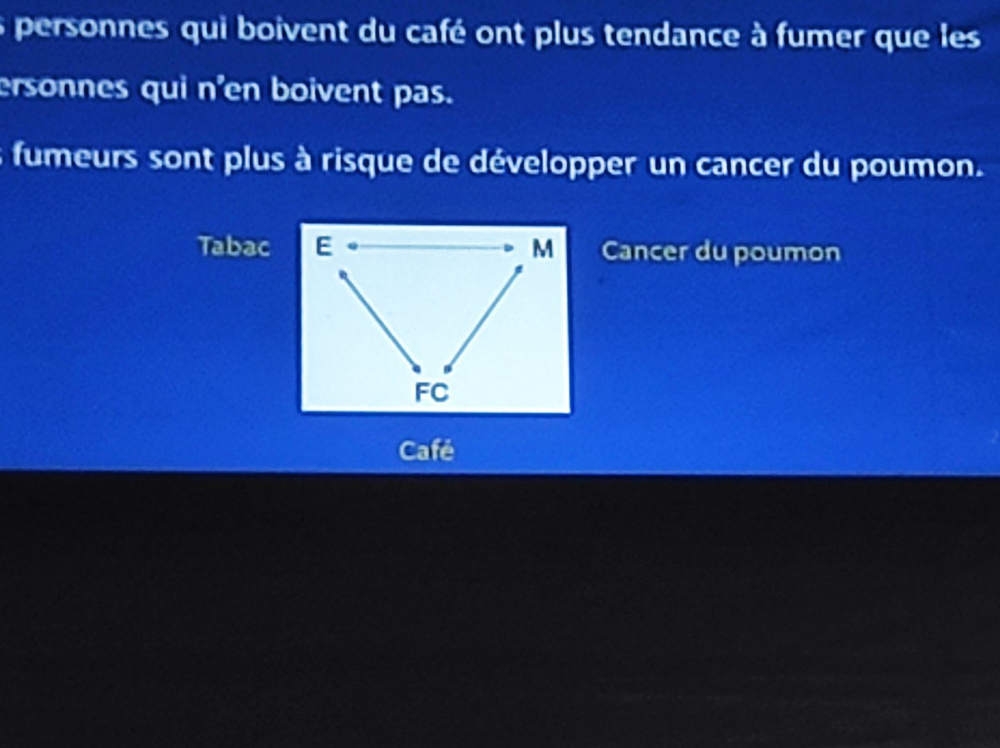 personnes qui boivent du café ont plus tendance à fumer que les
personnes qui n'en boivent pas.
fumeurs sont plus à risque de développer un cancer du poumon.
Tabac E M Cancer du poumon
FC
Café